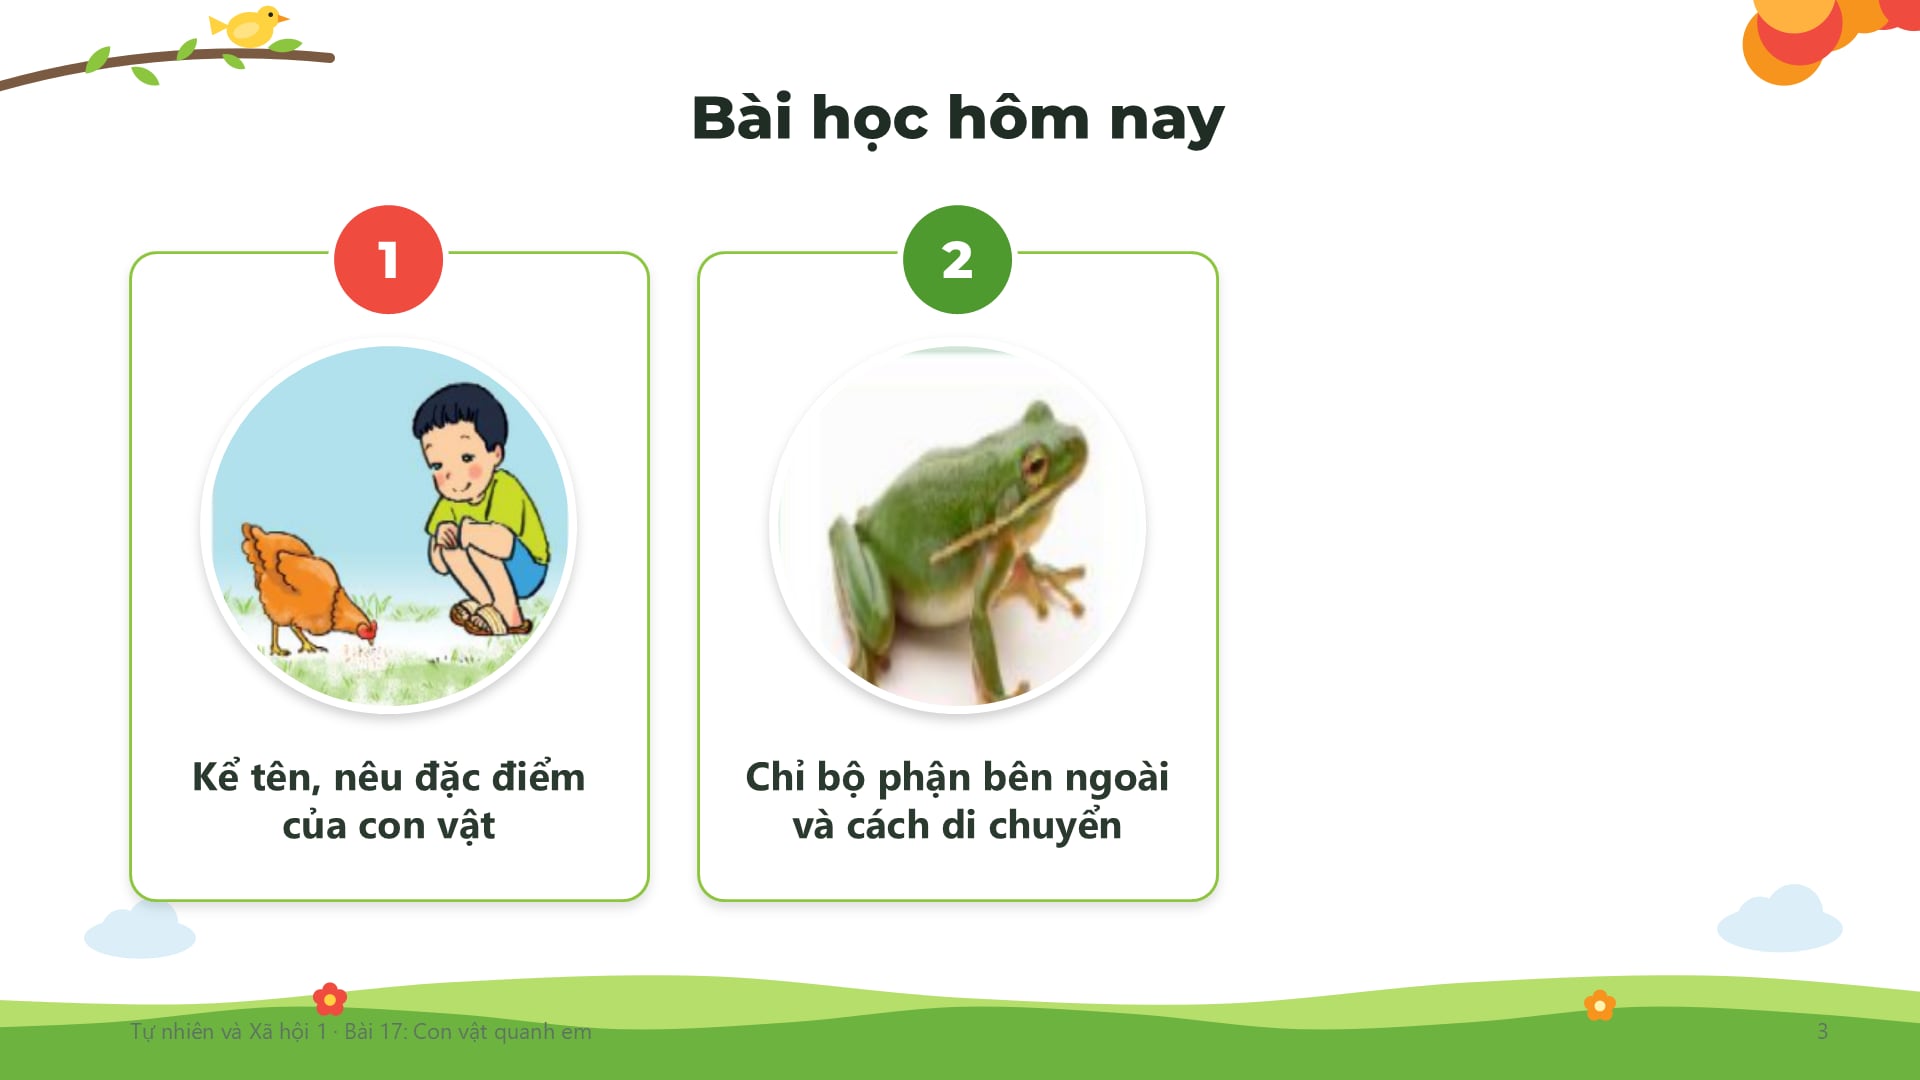 Bài học hôm nay
1
2
Kể tên, nêu đặc điểm
của con vật
Chỉ bộ phận bên ngoài
và cách di chuyển
Tự nhiên và Xã hội 1 · Bài 17: Con vật quanh em
3